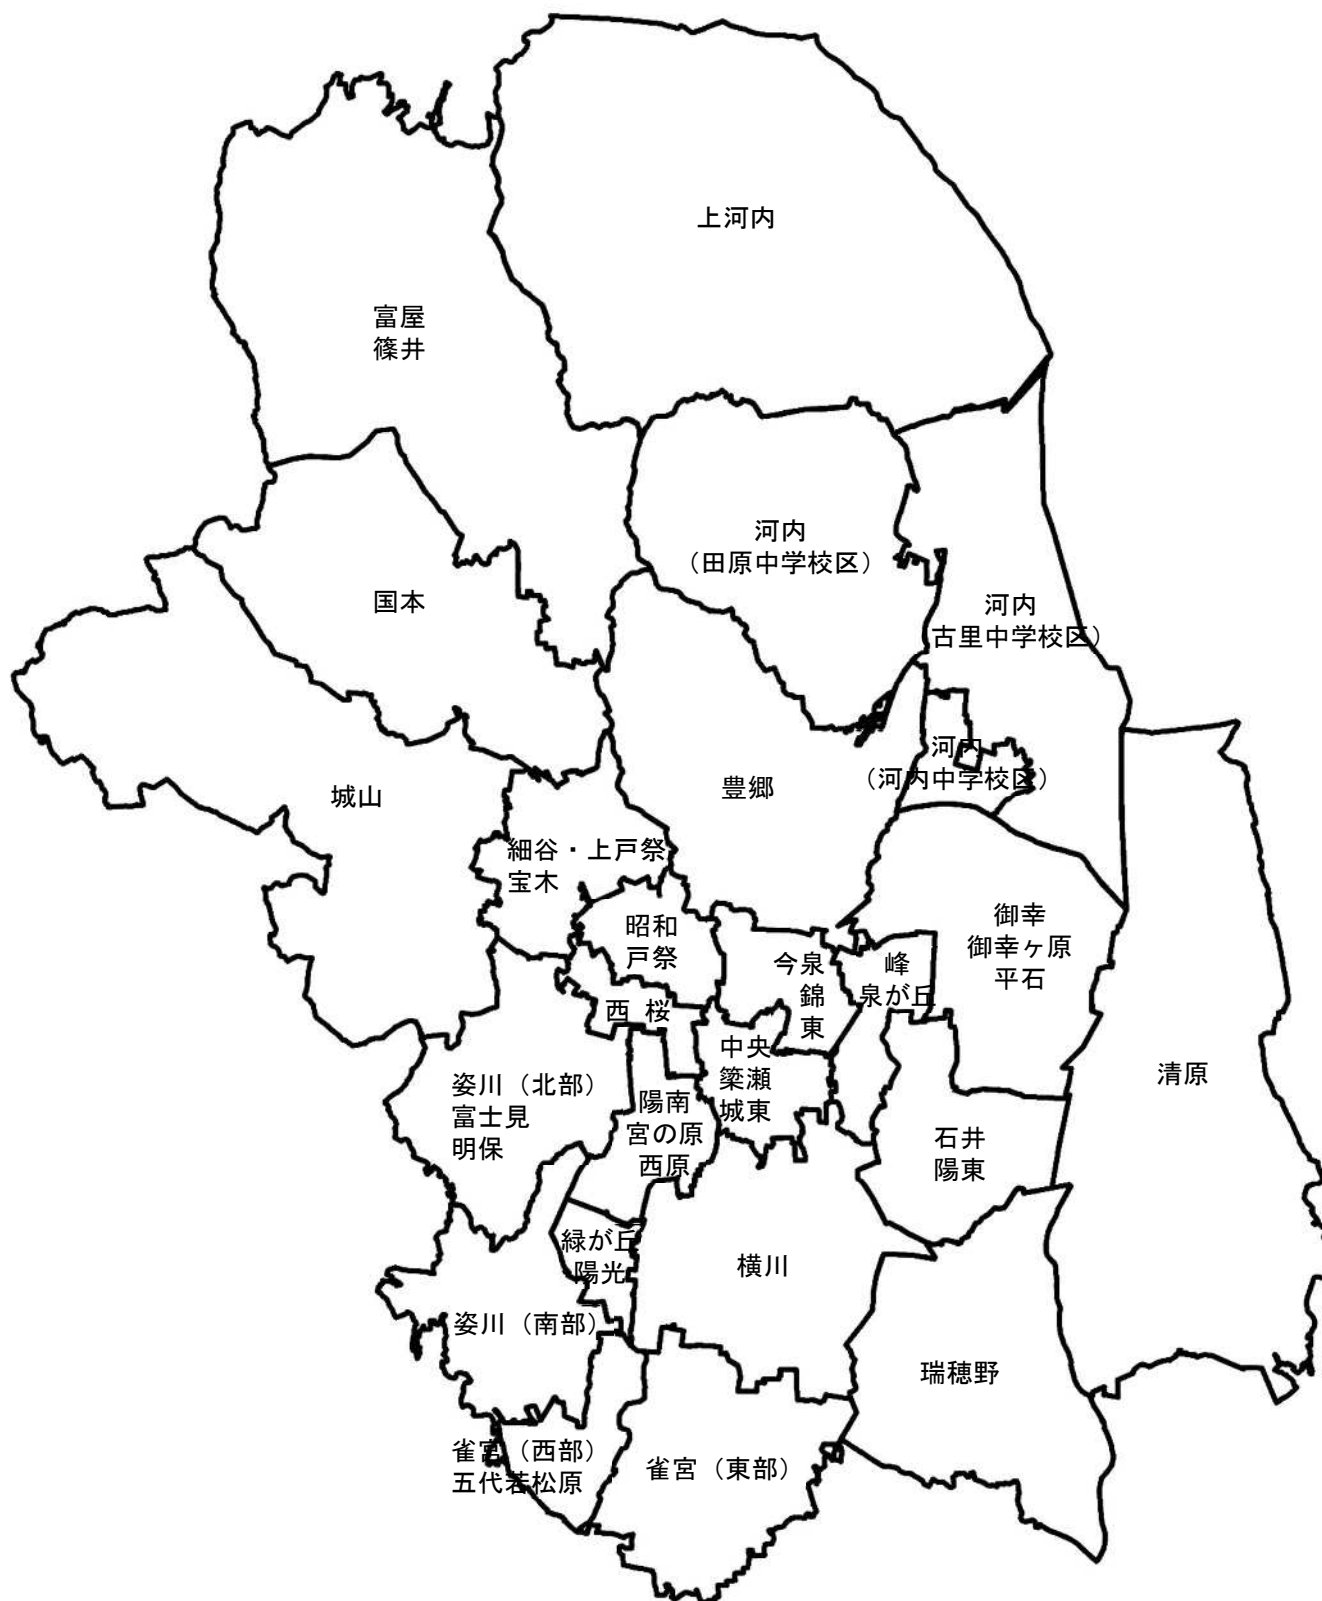 上河内
富屋
篠井
河内
（田原中学校区）
国本
河内
古里中学校区）
河内
（河内中学校区）
豊郷
城山
細谷・上戸祭
宝木
昭和
戸祭
御幸
御幸ヶ原
平石
今泉
錦
東
峰
泉が丘
西 桜
中央
簗瀬
城東
清原
姿川（北部）
富士見
明保
陽南
宮の原
西原
石井
陽東
緑が丘
陽光
横川
姿川（南部）
瑞穂野
雀宮（西部）
五代若松原
雀宮（東部）